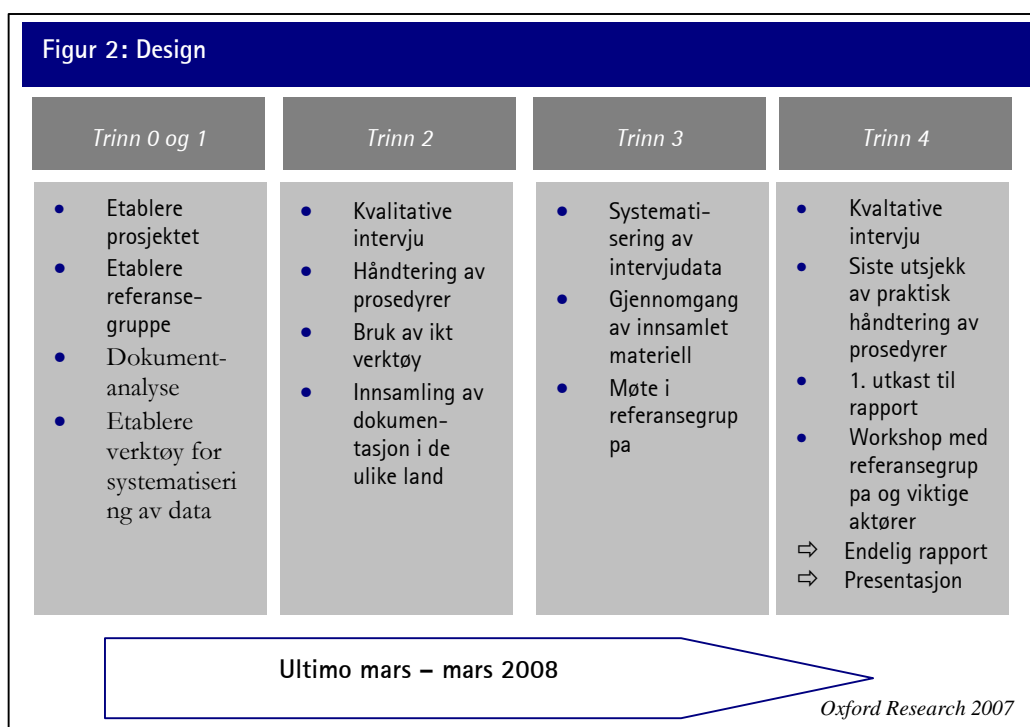 Figur 2: Design
Trinn 0 og 1
• Etablere
prosjektet
• Etablere
referanse-
gruppe
• Dokument-
analyse
• Etablere
verktøy for
systematiseri
ng av data
Trinn 2
• Kvalitative
intervju
• Håndtering av
prosedyrer
• Bruk av ikt
verktøy
• Innsamling av
dokumen-
tasjon i de
ulike land
Trinn 3
• Systemati-
sering av
intervjudata
• Gjennomgang
av innsamlet
materiell
• Møte i
referansegrup
pa
Trinn 4
• Kvaltative
intervju
• Siste utsjekk
av praktisk
håndtering av
prosedyrer
• 1. utkast til
rapport
• Workshop med
referansegrup
pa og viktige
aktører
⇨ Endelig rapport
⇨ Presentasjon
Ultimo mars – mars 2008
Oxford Research 2007